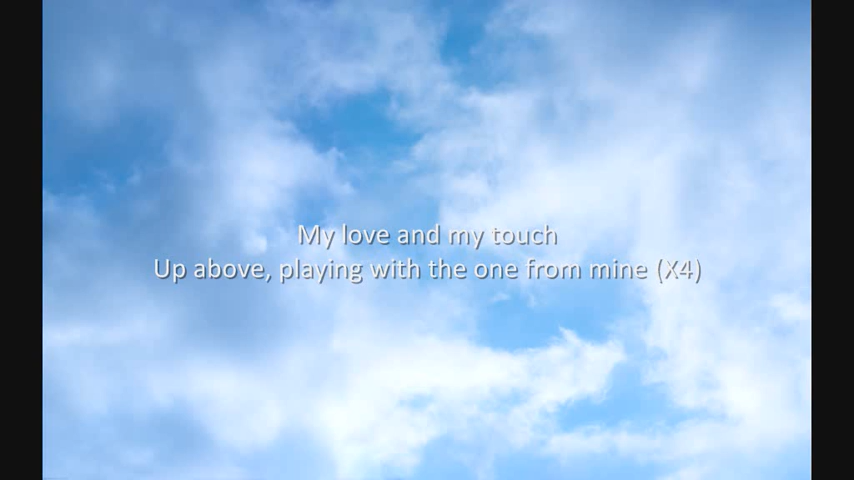 My love and my touch
Up above, playing with the one from mine (X4)